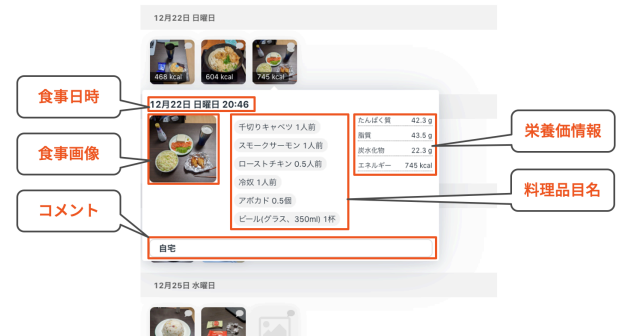 12月22日 日曜日
468 kcal
604 kcal
745 kcal
食事日時
12月22日 日曜日 20:46
食事画像
千切りキャベツ 1人前
スモークサーモン 1人前
ローストチキン 0.5人前
冷奴 1人前
アボカド 0.5個
ビール(グラス、350ml) 1杯
たんぱく質 42.3 g
脂質 43.5 g
炭水化物 22.3 g
エネルギー 745 kcal
栄養価情報
料理品目名
コメント
自宅
12月25日 水曜日